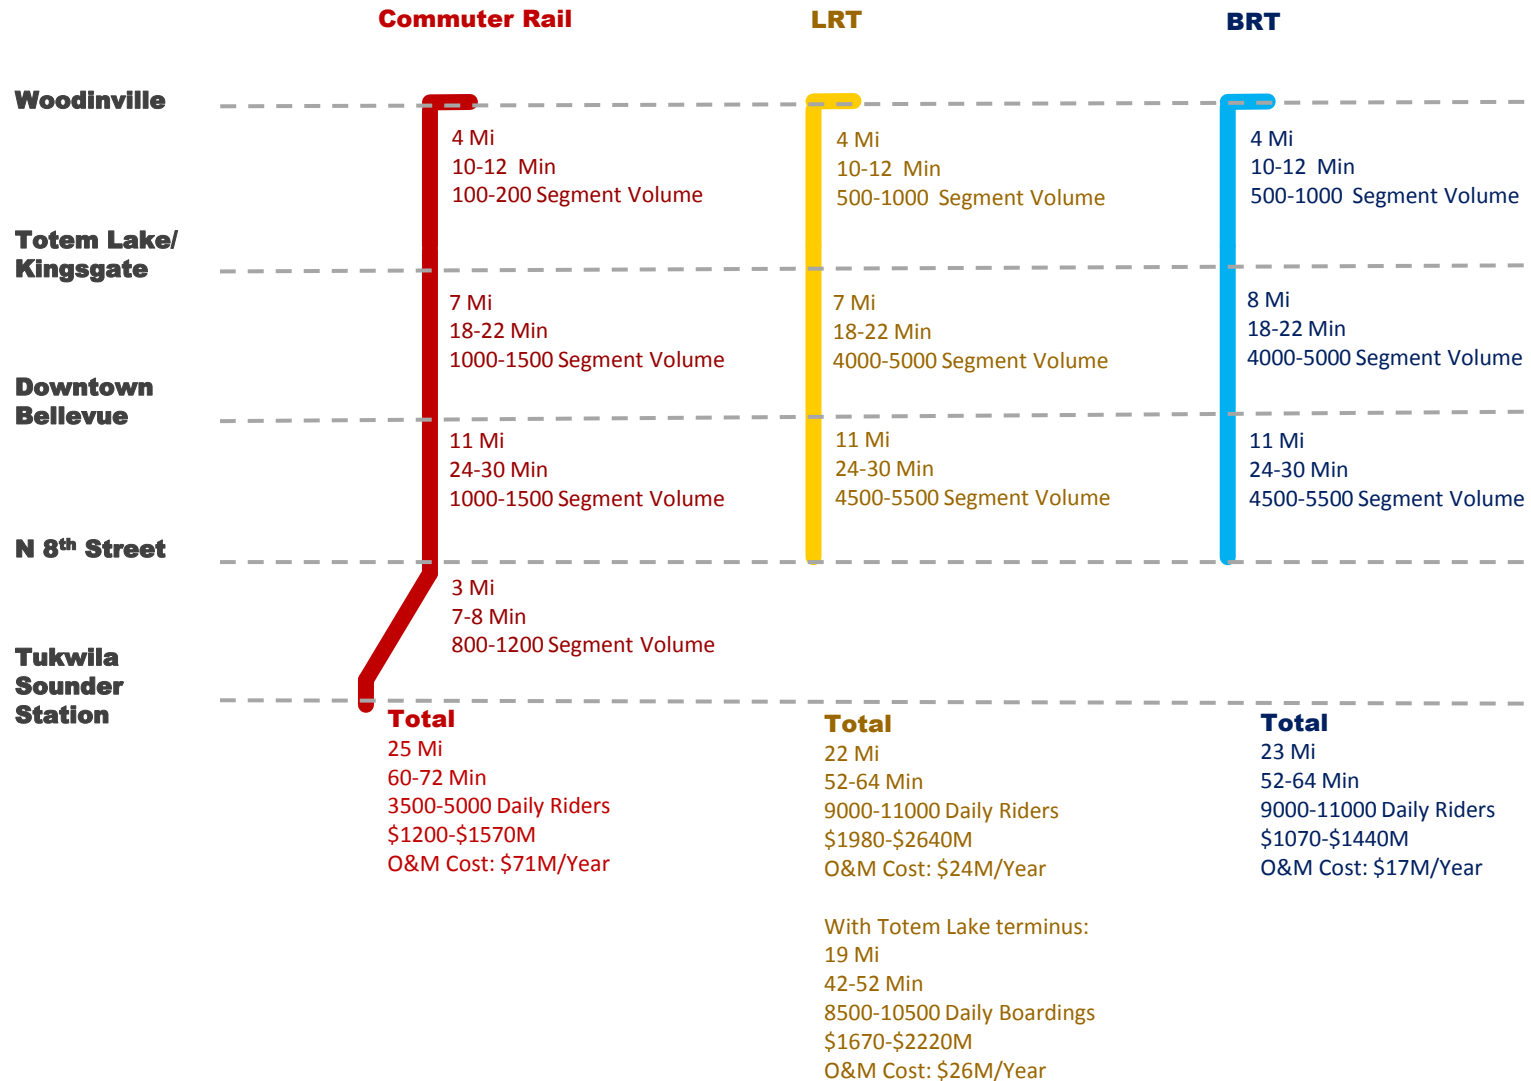 Commuter Rail
LRT
BRT
Woodinville
4 Mi
10-12 Min
100-200 Segment Volume
4 Mi
10-12 Min
500-1000 Segment Volume
4 Mi
10-12 Min
500-1000 Segment Volume
Totem Lake/
Kingsgate
7 Mi
18-22 Min
1000-1500 Segment Volume
7 Mi
18-22 Min
4000-5000 Segment Volume
8 Mi
18-22 Min
4000-5000 Segment Volume
Downtown
Bellevue
11 Mi
24-30 Min
1000-1500 Segment Volume
11 Mi
24-30 Min
4500-5500 Segment Volume
11 Mi
24-30 Min
4500-5500 Segment Volume
N 8th Street
3 Mi
7-8 Min
800-1200 Segment Volume
Tukwila
Sounder
Station
Total
25 Mi
60-72 Min
3500-5000 Daily Riders
$1200-$1570M
O&M Cost: $71M/Year
Total
22 Mi
52-64 Min
9000-11000 Daily Riders
$1980-$2640M
O&M Cost: $24M/Year
With Totem Lake terminus:
19 Mi
42-52 Min
8500-10500 Daily Boardings
$1670-$2220M
O&M Cost: $26M/Year
Total
23 Mi
52-64 Min
9000-11000 Daily Riders
$1070-$1440M
O&M Cost: $17M/Year